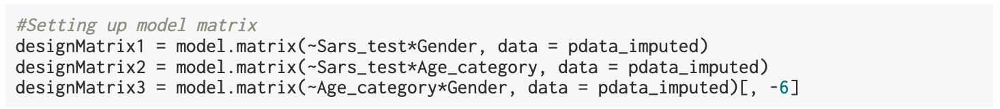 #Setting up model matrix
designMatrix1 = model.matrix(~Sars_test*Gender, data = pdata_imputed)
designMatrix2 = model.matrix(~Sars_test*Age_category, data = pdata_imputed)
designMatrix3 = model.matrix(~Age_category*Gender, data = pdata_imputed)[, -6]